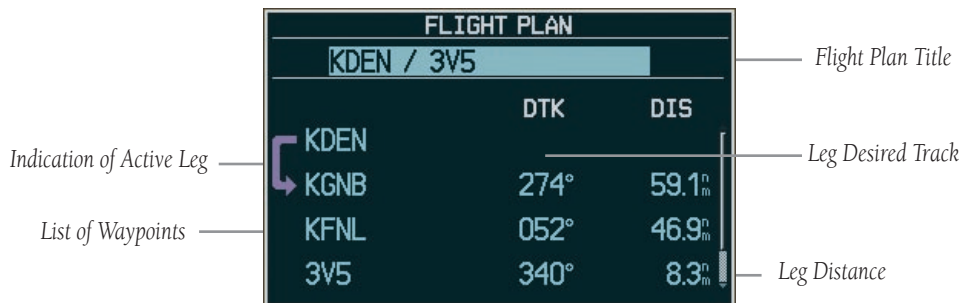 FLIGHT PLAN
KDEN / 3V5
Flight Plan Title
DTK DIS
KDEN
Leg Desired Track
Indication of Active Leg
KGNB 274° 59.1nm
List of Waypoints
KFNL 052° 46.9nm
3V5 340° 8.3nm
Leg Distance